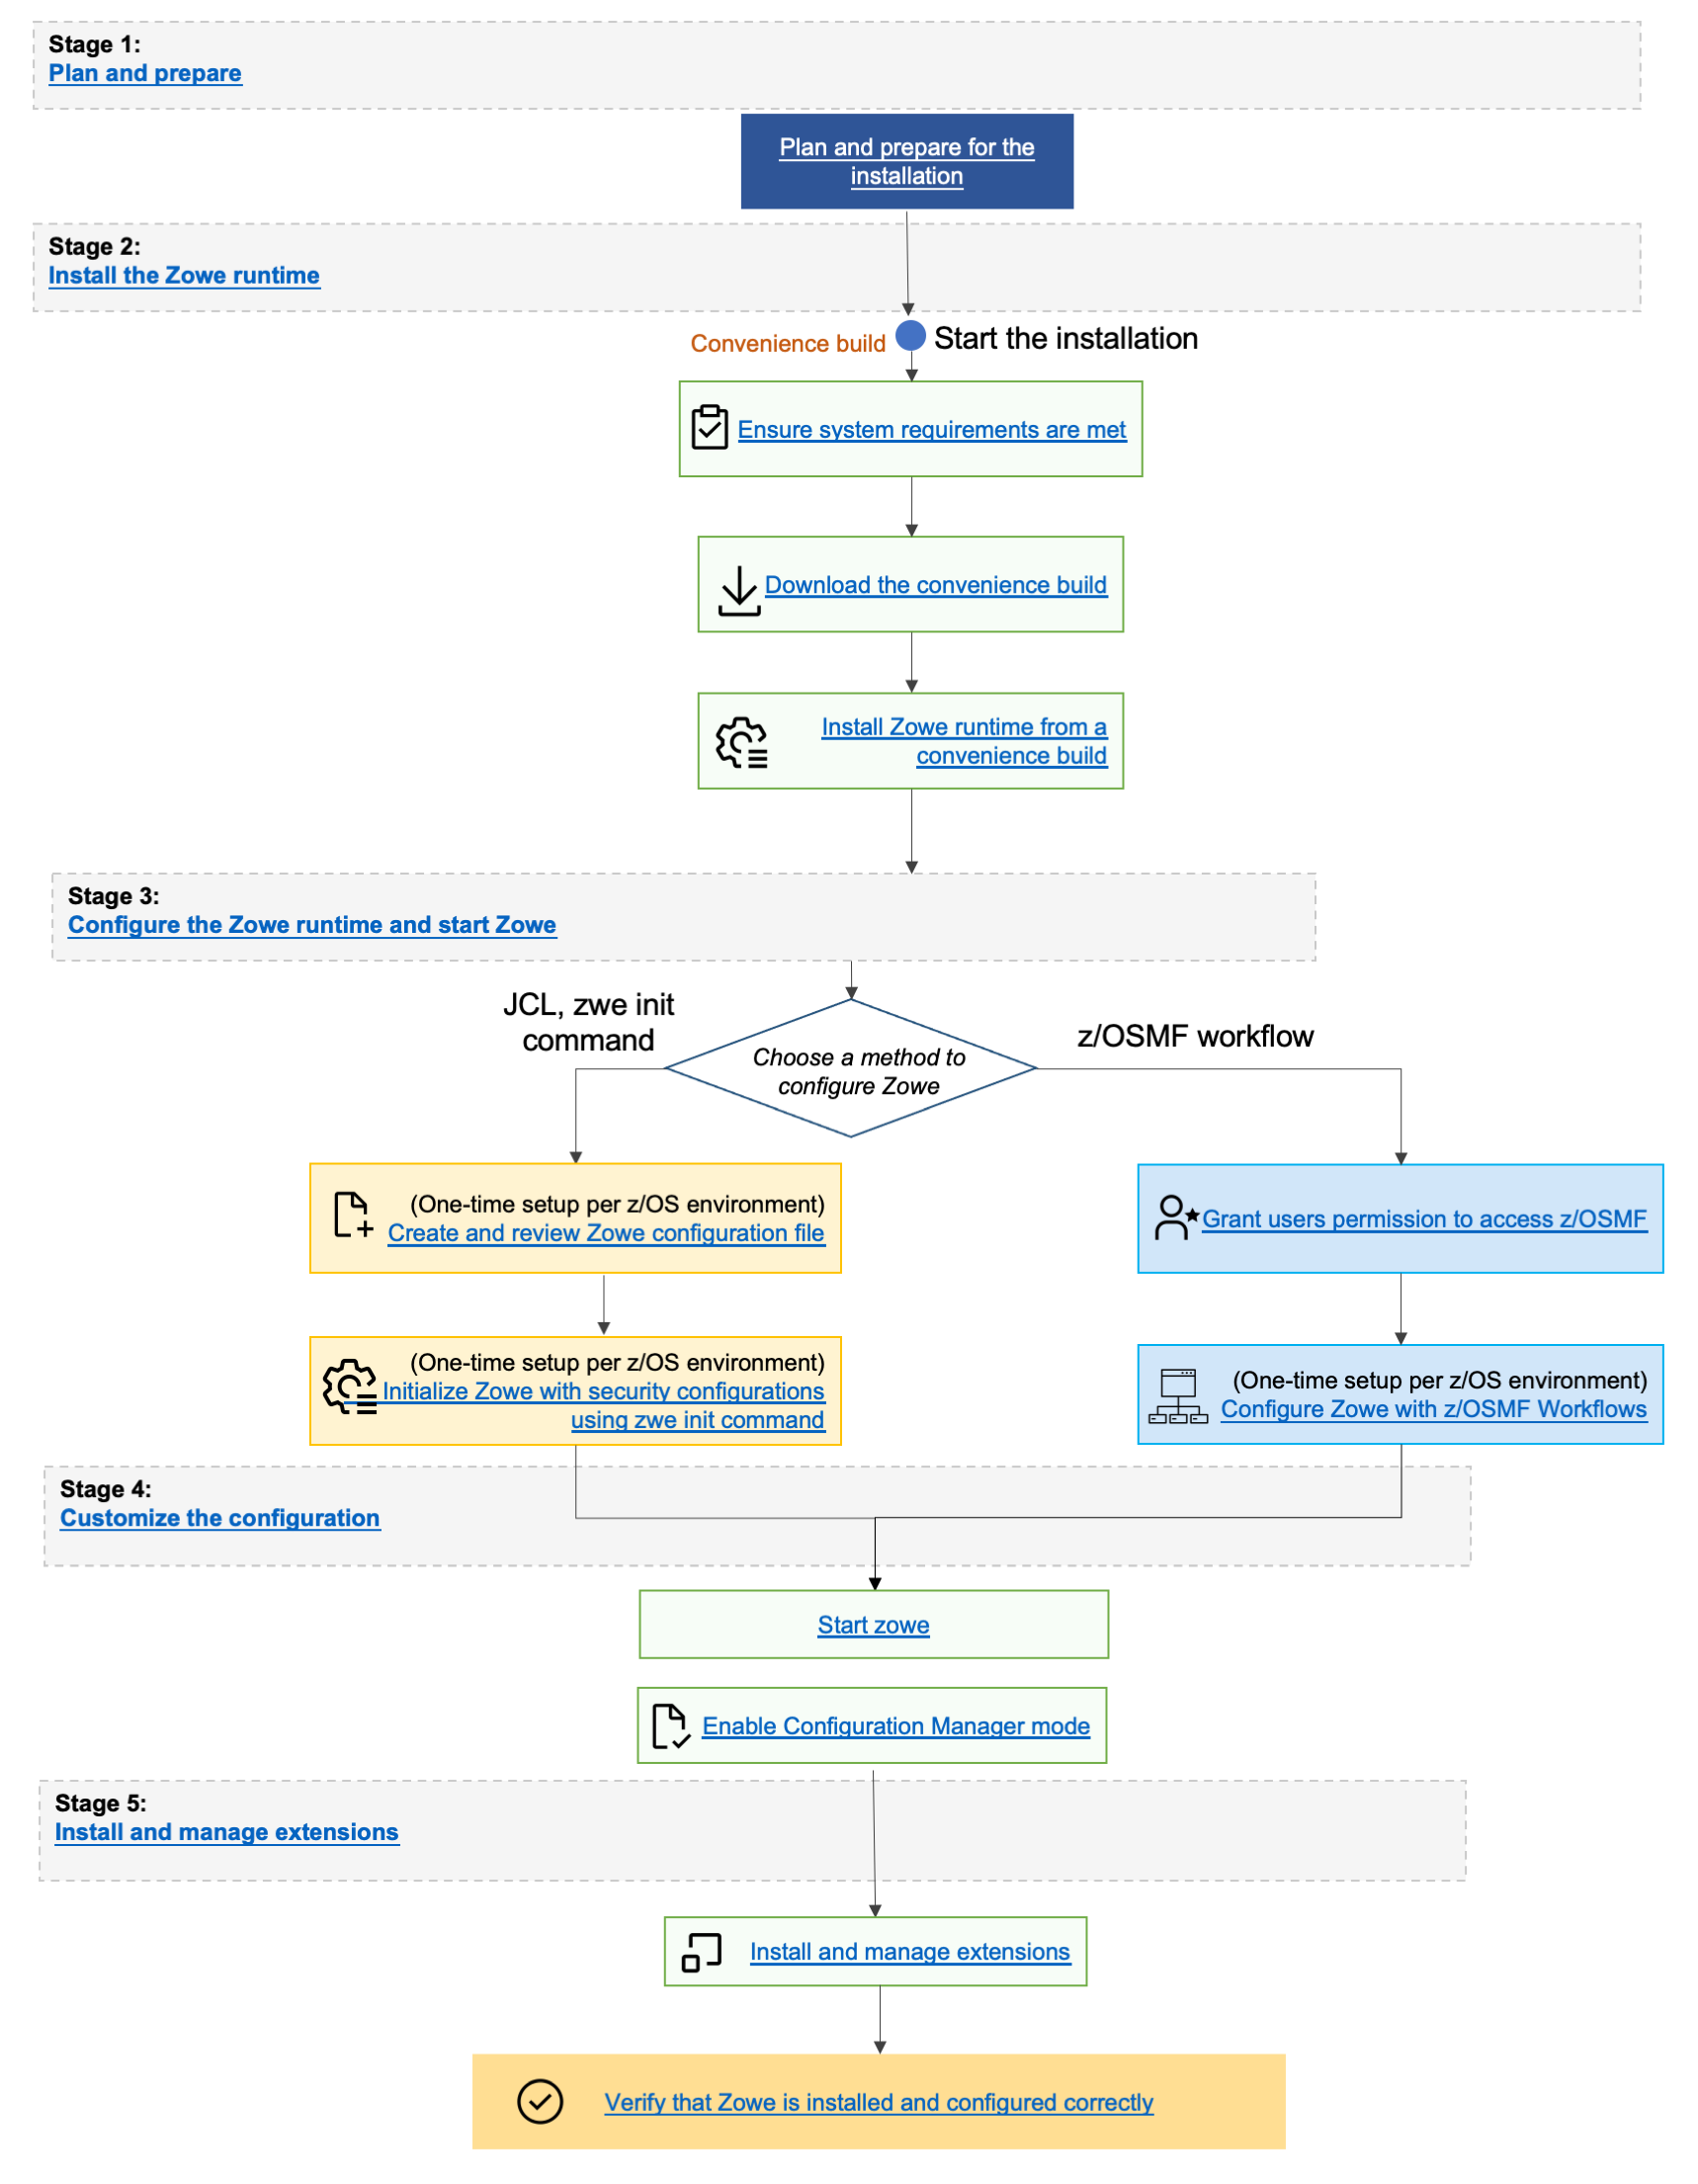 Stage 1:
Plan and prepare
Plan and prepare for the
installation
Stage 2:
Install the Zowe runtime
Convenience build
Start the installation
Ensure system requirements are met
Download the convenience build
Install Zowe runtime from a
convenience build
Stage 3:
Configure the Zowe runtime and start Zowe
JCL, zwe init
command
Choose a method to
configure Zowe
z/OSMF workflow
(One-time setup per z/OS environment)
Create and review Zowe configuration file
Grant users permission to access z/OSMF
(One-time setup per z/OS environment)
Initialize Zowe with security configurations
using zwe init command
(One-time setup per z/OS environment)
Configure Zowe with z/OSMF Workflows
Stage 4:
Customize the configuration
Start zowe
Enable Configuration Manager mode
Stage 5:
Install and manage extensions
Install and manage extensions
Verify that Zowe is installed and configured correctly